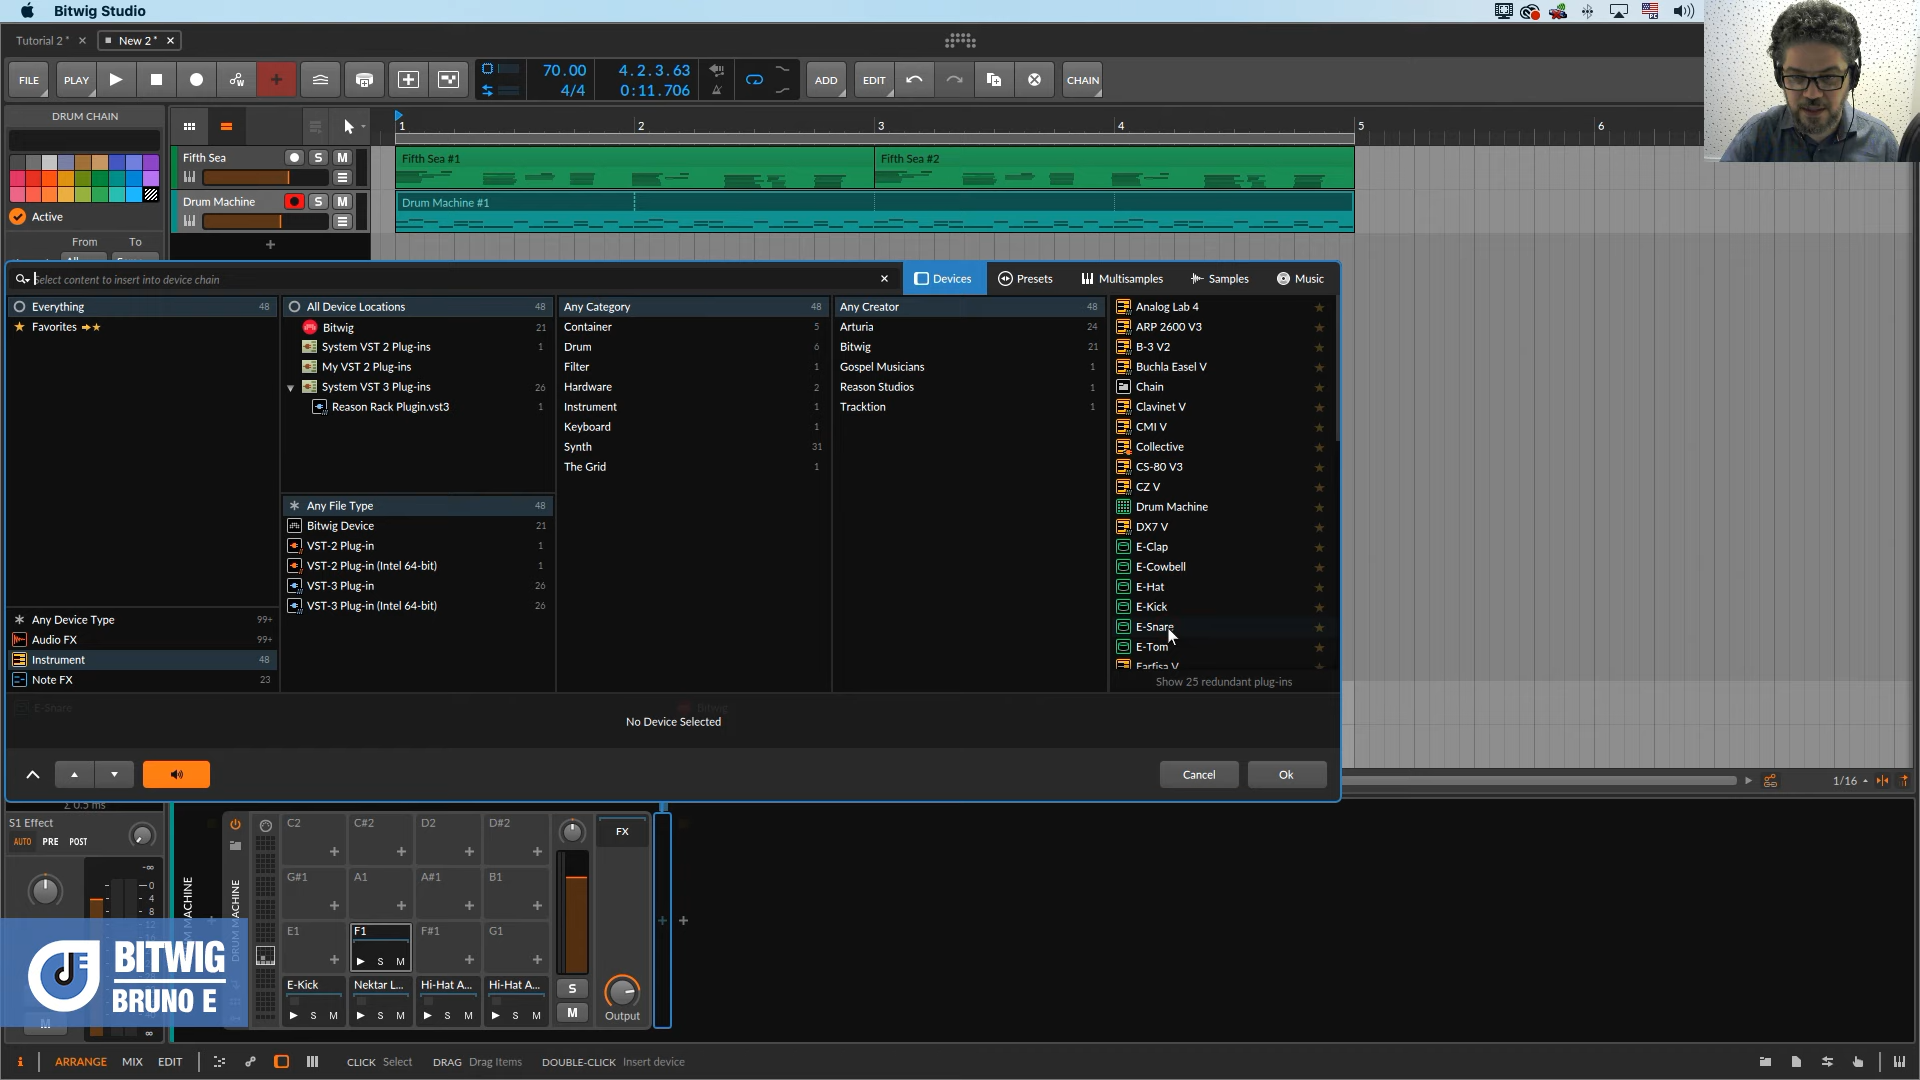 Bitwig Studio
Tutorial 2*
New 2*
FILE
PLAY
70.00
4/4
4.2.3.63
0:11.706
ADD
EDIT
CHAIN
DRUM CHAIN
1
2
3
4
5
6
Fifth Sea
S
M
Fifth Sea #1
Fifth Sea #2
Drum Machine
S
M
Drum Machine #1
Active
From
To
Select content to insert into device chain
Devices
Presets
Multisamples
Samples
Music
Everything 48
Favorites
Any Device Type 99+
Audio FX 99+
Instrument 48
Note FX 23
All Device Locations 48
Bitwig 21
System VST 2 Plug-ins 1
My VST 2 Plug-ins
System VST 3 Plug-ins 26
Reason Rack Plugin.vst3 1
Any File Type 48
Bitwig Device 21
VST-2 Plug-in 1
VST-2 Plug-in (Intel 64-bit) 1
VST-3 Plug-in 26
VST-3 Plug-in (Intel 64-bit) 26
Any Category 48
Container 5
Drum 6
Filter 1
Hardware 2
Instrument 1
Keyboard 1
Synth 31
The Grid 1
Any Creator 48
Arturia 24
Bitwig 21
Gospel Musicians 1
Reason Studios 1
Tracktion 1
Analog Lab 4
ARP 2600 V3
B-3 V2
Buchla Easel V
Chain
Clavinet V
CMI V
Collective
CS-80 V3
CZ V
Drum Machine
DX7 V
E-Clap
E-Cowbell
E-Hat
E-Kick
E-Snare
E-Tom
Farfisa V
Show 25 redundant plug-ins
E-Snare
Bitwig
No Device Selected
Cancel
Ok
1/16
Σ 0.5 ms
S1 Effect
AUTO
PRE
POST
-∞
0
4
8
12
∞
M
DRUM MACHINE
C2
C#2
D2
D#2
G#1
A1
A#1
B1
E1
F1
S
M
F#1
G1
E-Kick
Nektar L...
Hi-Hat A...
Hi-Hat A...
S
M
S
M
S
M
S
M
S
M
FX
Output
BITWIG
BRUNO E
i
ARRANGE
MIX
EDIT
CLICK Select
DRAG Drag Items
DOUBLE-CLICK Insert device